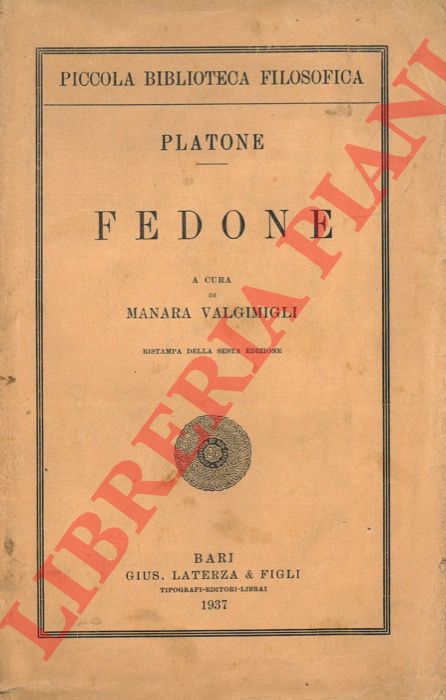 PICCOLA BIBLIOTECA FILOSOFICA
PLATONE
FEDONE
A CURA
DI
MANARA VALGIMIGLI
RISTAMPA DELLA SESTA EDIZIONE
BARI
GIUS. LATERZA & FIGLI
TIPOGRAFI-EDITORI-LIBRAI
1937
LIBRERIA PIANI